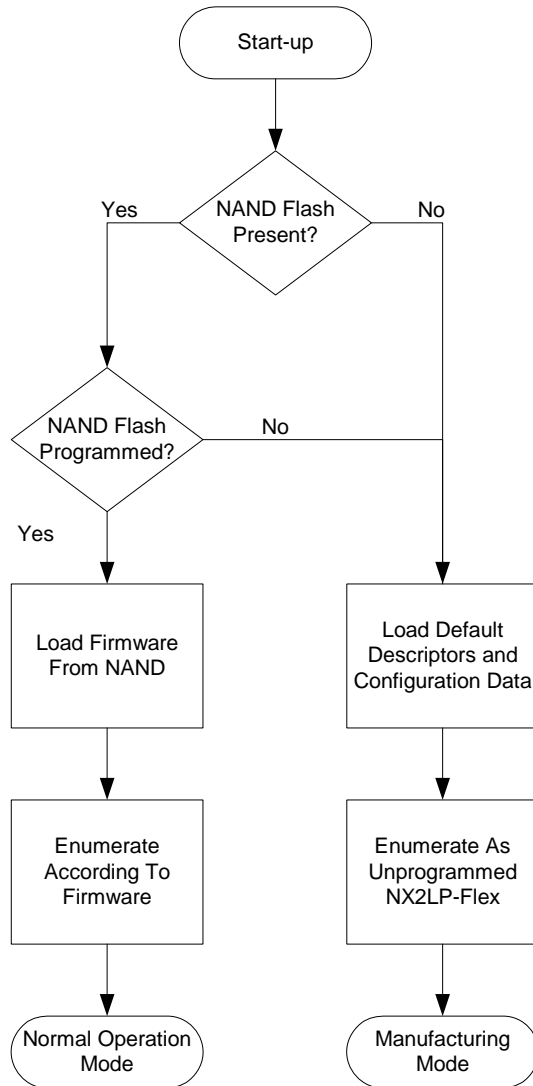 Start-up
NAND Flash
Present?
Yes
No
NAND Flash
Programmed?
No
Yes
Load Firmware
From NAND
Load Default
Descriptors and
Configuration Data
Enumerate
According To
Firmware
Enumerate As
Unprogrammed
NX2LP-Flex
Normal Operation
Mode
Manufacturing
Mode